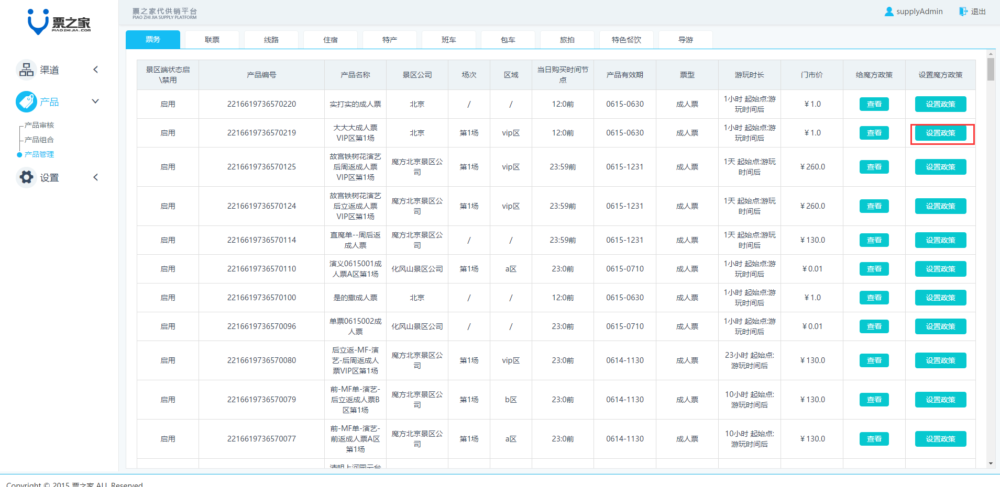 票之家
PIAOZHIJIA.COM
票之家代供销平台
PIAO ZHI JIA SUPPLY PLATFORM
supplyAdmin
退出
渠道
产品
产品审核
产品组合
产品管理
设置
票务 联票 线路 住宿 特产 班车 包车 旅拍 特色餐饮 导游
景区端状态启\禁用 产品编号 产品名称 景区公司 场次 区域 当日购买时间节点 产品有效期 票型 游玩时长 门市价 给魔方政策 设置魔方政策
启用 2216619736570220 实打实的成人票 北京 / / 12:0前 0615-0630 成人票 1小时 起始点:游玩时间后 ¥1.0 查看 设置政策
启用 2216619736570219 大大大成人票VIP区第1场 北京 第1场 vip区 12:0前 0615-0630 成人票 1小时 起始点:游玩时间后 ¥1.0 查看 设置政策
启用 2216619736570125 故宫铁树花演艺后周返成人票VIP区第1场 魔方北京景区公司 第1场 vip区 23:59前 0615-1231 成人票 1天 起始点:游玩时间后 ¥260.0 查看 设置政策
启用 2216619736570124 故宫铁树花演艺后立返成人票VIP区第1场 魔方北京景区公司 第1场 vip区 23:59前 0615-1231 成人票 1天 起始点:游玩时间后 ¥260.0 查看 设置政策
启用 2216619736570114 直魔单--周后返成人票 魔方北京景区公司 / / 23:59前 0615-1231 成人票 1天 起始点:游玩时间后 ¥130.0 查看 设置政策
启用 2216619736570110 演义0615001成人票A区第1场 化风山景区公司 第1场 a区 23:0前 0615-0710 成人票 1小时 起始点:游玩时间后 ¥0.01 查看 设置政策
启用 2216619736570100 是的撒成人票 北京 / / 12:0前 0615-0630 成人票 1小时 起始点:游玩时间后 ¥1.0 查看 设置政策
启用 2216619736570096 单票0615002成人票 化风山景区公司 / / 23:0前 0615-0710 成人票 1小时 起始点:游玩时间后 ¥0.01 查看 设置政策
启用 2216619736570080 后立返-MF-演艺-后周返成人票VIP区第1场 魔方北京景区公司 第1场 vip区 23:0前 0614-1130 成人票 23小时 起始点:游玩时间后 ¥130.0 查看 设置政策
启用 2216619736570079 前-MF单-演艺-后立返成人票B区第1场 魔方北京景区公司 第1场 b区 23:0前 0614-1130 成人票 10小时 起始点:游玩时间后 ¥130.0 查看 设置政策
启用 2216619736570077 前-MF单-演艺-前返成人票A区第1场 魔方北京景区公司 第1场 a区 23:0前 0614-1130 成人票 10小时 起始点:游玩时间后 ¥130.0 查看 设置政策
Copyright © 2015 票之家 ALL Reserved